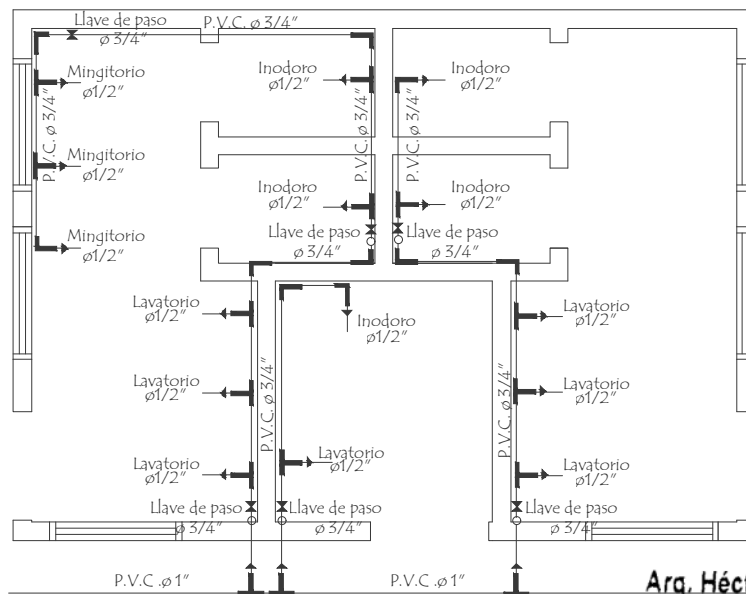 Llave de paso
ø 3/4"
P.V.C. ø 3/4"
Mingitorio
ø1/2"
Inodoro
ø1/2"
Inodoro
ø1/2"
P.V.C. ø 3/4"
P.V.C. ø 3/4"
P.V.C. ø 3/4"
Mingitorio
ø1/2"
Inodoro
ø1/2"
Inodoro
ø1/2"
Mingitorio
ø1/2"
Llave de paso
ø 3/4"
Llave de paso
ø 3/4"
Lavatorio
ø1/2"
Inodoro
ø1/2"
Lavatorio
ø1/2"
P.V.C. ø 3/4"
P.V.C. ø 3/4"
Lavatorio
ø1/2"
Lavatorio
ø1/2"
Lavatorio
ø1/2"
Lavatorio
ø1/2"
Lavatorio
ø1/2"
Llave de paso
ø 3/4"
Llave de paso
ø 3/4"
Llave de paso
ø 3/4"
P.V.C .ø1"
P.V.C .ø1"
Arq. Héct